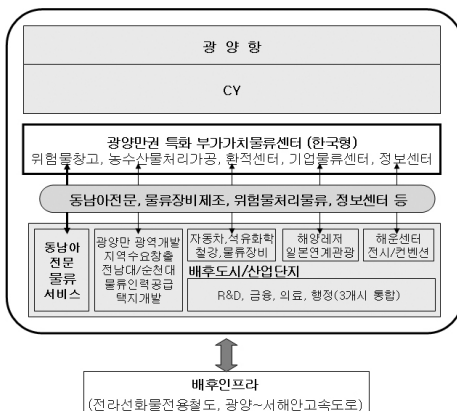 광 양 항
CY
광양만권 특화 부가가치물류센터 (한국형)
위험물창고, 농수산물처리가공, 환적센터, 기업물류센터, 정보센터
동남아전문, 물류장비제조, 위험물처리물류, 정보센터 등
동남아
전문
물류
서비스
광양만 광역개발
지역수요창출
전남대/순천대
물류인력공급
택지개발
자동차,석유화학
철강,물류장비
해양레저
일본연계관광
해운센터
전시/컨벤션
배후도시/산업단지
R&D, 금융, 의료, 행정(3개시 통합)
배후인프라
(전라선화물전용철도, 광양~서해안고속도로)